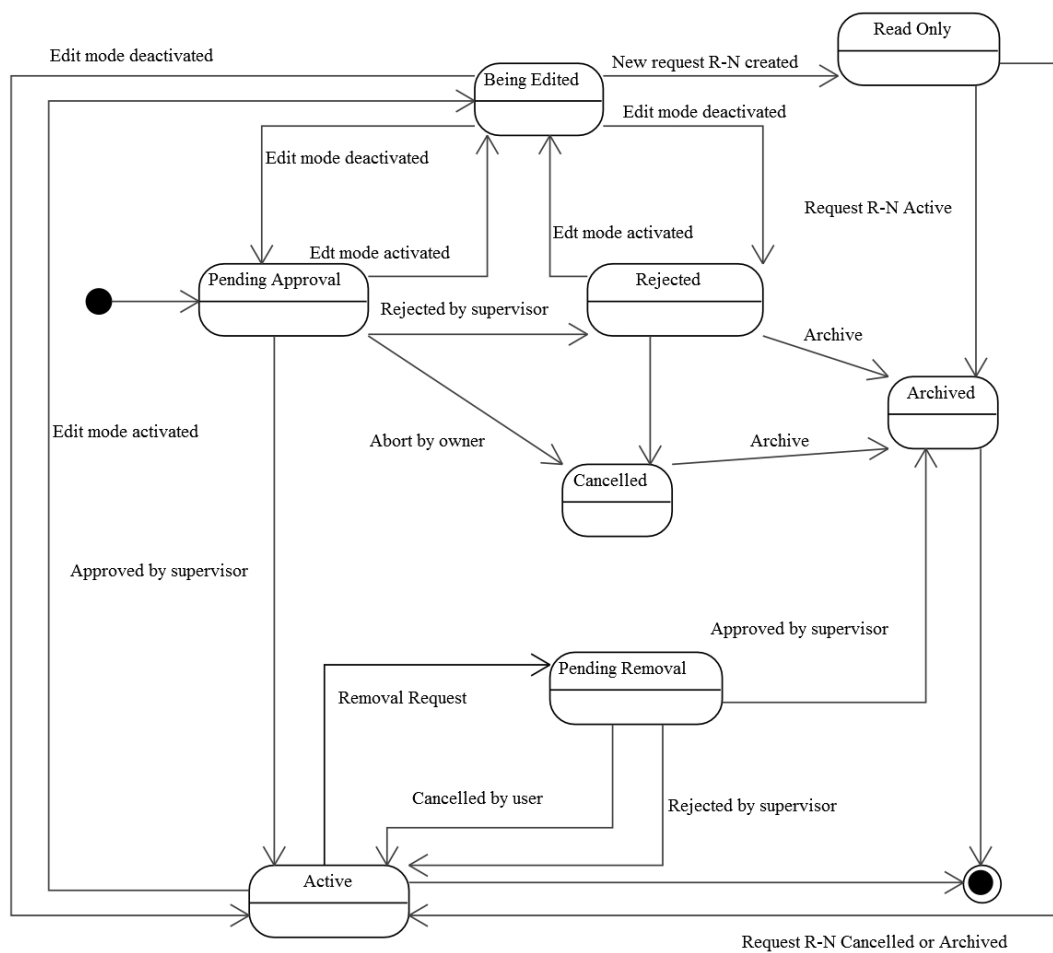 Read Only
Edit mode deactivated
New request R-N created
Being Edited
Edit mode deactivated
Edit mode deactivated
Request R-N Active
Edt mode activated
Edt mode activated
Pending Approval
Rejected
Rejected by supervisor
Archive
Archived
Edit mode activated
Abort by owner
Archive
Cancelled
Approved by supervisor
Approved by supervisor
Pending Removal
Removal Request
Cancelled by user
Rejected by supervisor
Active
Request R-N Cancelled or Archived